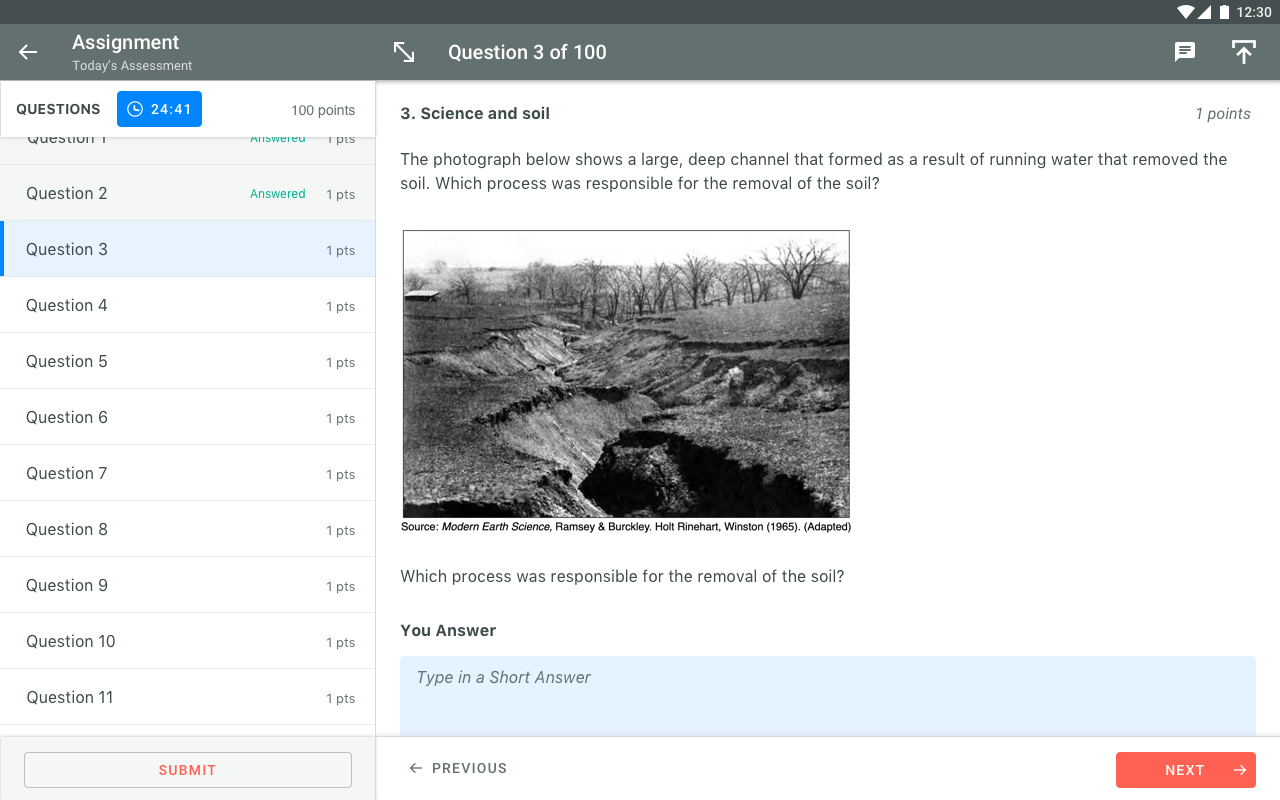 12:30
Assignment
Today's Assessment
Question 3 of 100
QUESTIONS
24:41
100 points
Question 1 Answered 1 pts
Question 2 Answered 1 pts
Question 3 1 pts
Question 4 1 pts
Question 5 1 pts
Question 6 1 pts
Question 7 1 pts
Question 8 1 pts
Question 9 1 pts
Question 10 1 pts
Question 11 1 pts
SUBMIT
3. Science and soil
1 points
The photograph below shows a large, deep channel that formed as a result of running water that removed the
soil. Which process was responsible for the removal of the soil?
Source: Modern Earth Science, Ramsey & Burckley. Holt Rinehart, Winston (1965). (Adapted)
Which process was responsible for the removal of the soil?
You Answer
Type in a Short Answer
PREVIOUS
NEXT